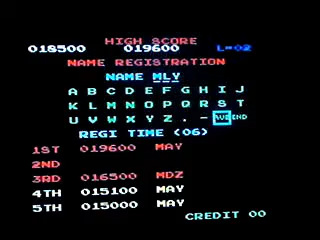 HIGH SCORE
018500 019600 L=02
NAME REGISTRATION
NAME MLY
A B C D E F G H I J
K L M N O P Q R S T
U V W X Y Z . - RUB END
REGI TIME (06)
1ST 019600 MAY
2ND
3RD 016500 MDZ
4TH 015100 MAY
5TH 015000 MAY
CREDIT 00